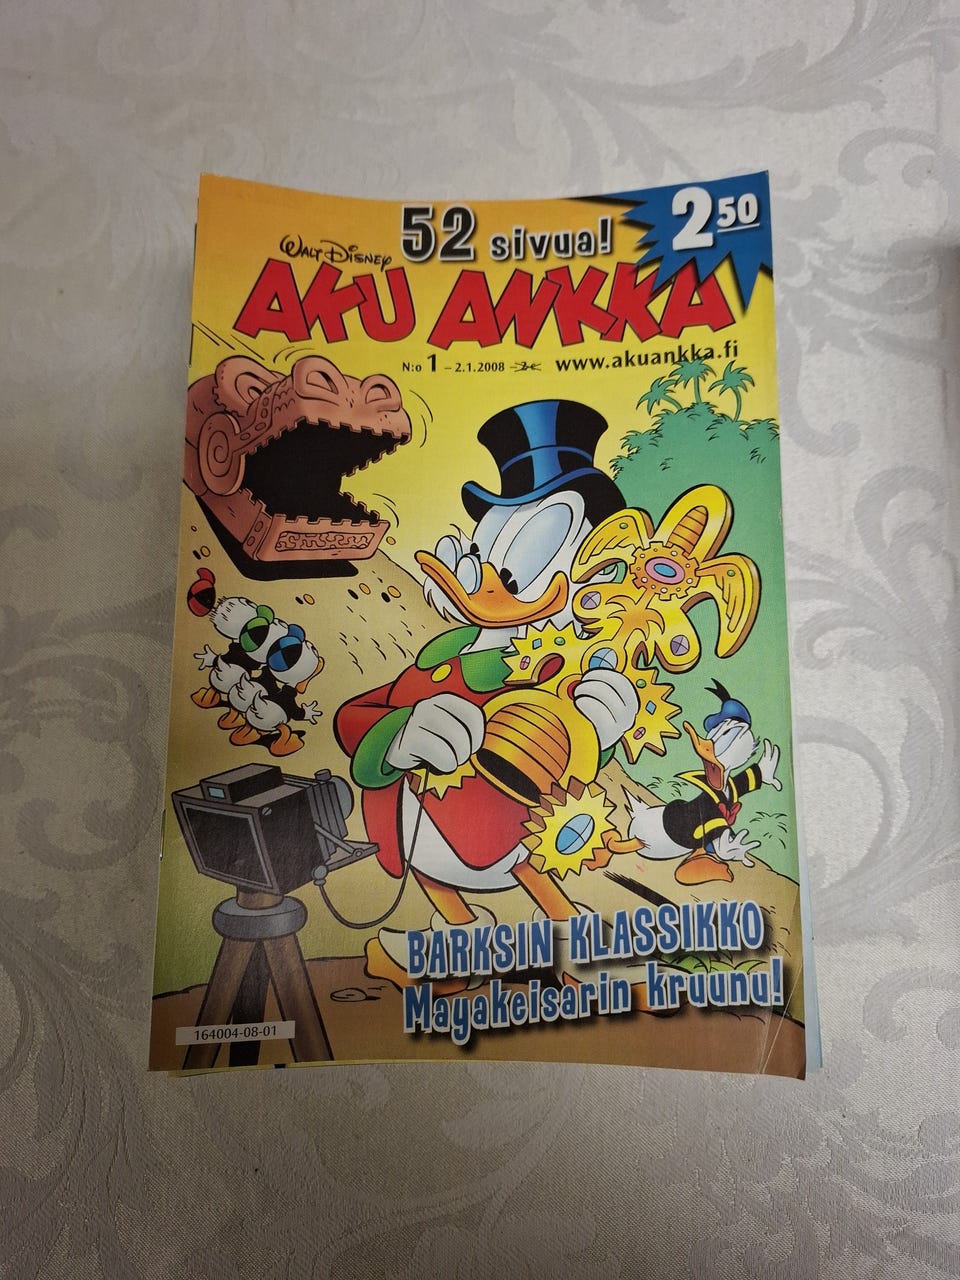 52 sivua!
2 50
WALT DISNEY
AKU ANKKA
N:o 1 – 2.1.2008 www.akuankka.fi
BARKSIN KLASSIKKO
Mayakeisarin kruunu!
164004-08-01